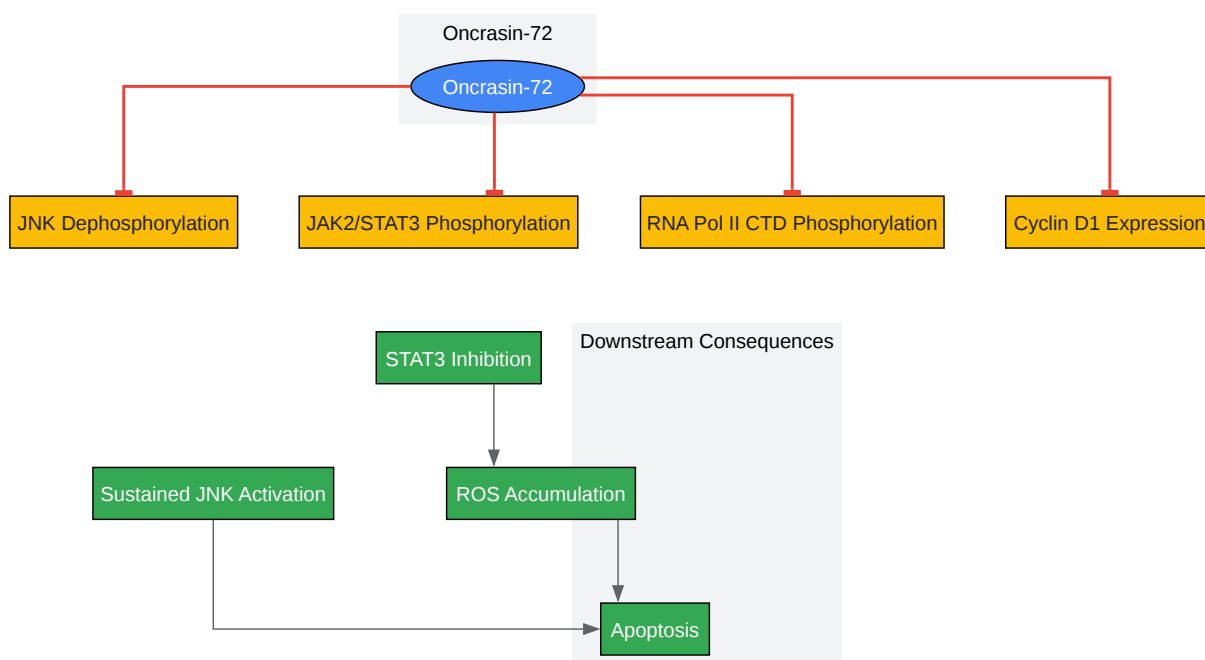 Oncrasin-72
Oncrasin-72
JNK Dephosphorylation
JAK2/STAT3 Phosphorylation
RNA Pol II CTD Phosphorylation
Cyclin D1 Expression
STAT3 Inhibition
Downstream Consequences
Sustained JNK Activation
ROS Accumulation
Apoptosis